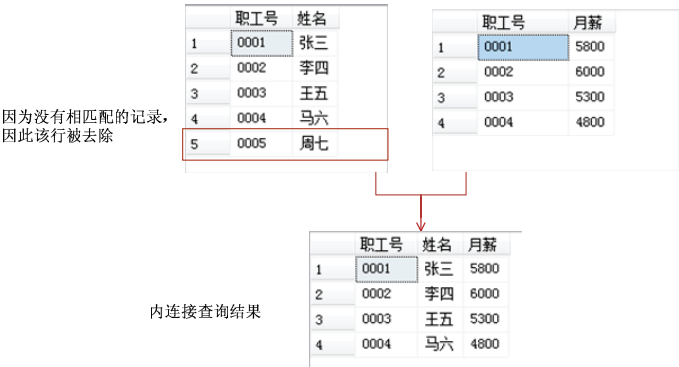 职工号 姓名
1 0001 张三
2 0002 李四
3 0003 王五
4 0004 马六
5 0005 周七
职工号 月薪
1 0001 5800
2 0002 6000
3 0003 5300
4 0004 4800
因为没有相匹配的记录，
因此该行被去除
职工号 姓名 月薪
1 0001 张三 5800
2 0002 李四 6000
3 0003 王五 5300
4 0004 马六 4800
内连接查询结果